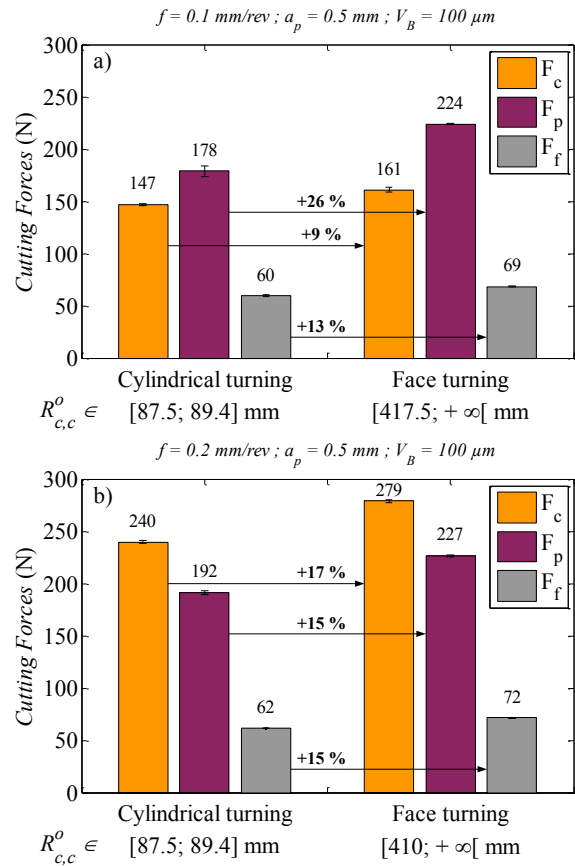 f = 0.1 mm/rev ; a_p = 0.5 mm ; V_B = 100 µm
a)
Cutting Forces (N)
300
250
200
150
100
50
0
147
178
60
161
224
69
+26 %
+9 %
+13 %
F_c
F_p
F_f
Cylindrical turning
Face turning
R^o_{c,c} ∈ [87.5; 89.4] mm [417.5; + ∞[ mm
f = 0.2 mm/rev ; a_p = 0.5 mm ; V_B = 100 µm
b)
Cutting Forces (N)
300
250
200
150
100
50
0
240
192
62
279
227
72
+17 %
+15 %
+15 %
F_c
F_p
F_f
Cylindrical turning
Face turning
R^o_{c,c} ∈ [87.5; 89.4] mm [410; + ∞[ mm